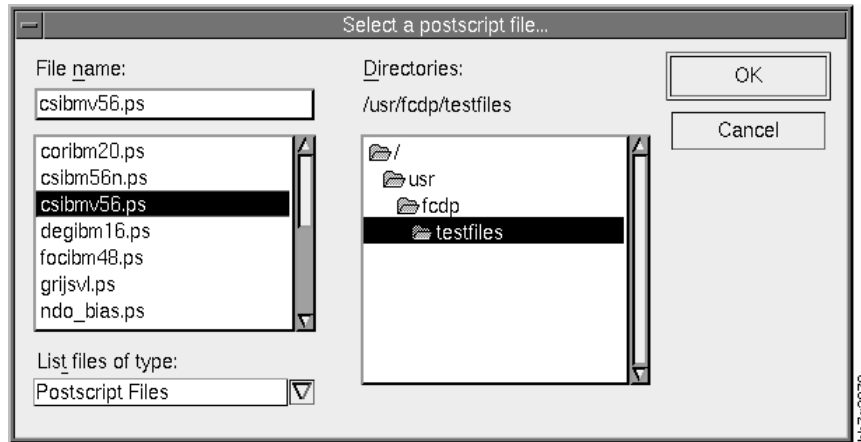 Select a postscript file...
File name:
csibmv56.ps
coribm20.ps
csibm56n.ps
csibmv56.ps
degibm16.ps
focibm48.ps
grijsvl.ps
ndo_bias.ps
List files of type:
Postscript Files
Directories:
/usr/fcdp/testfiles
/
usr
fcdp
testfiles
OK
Cancel